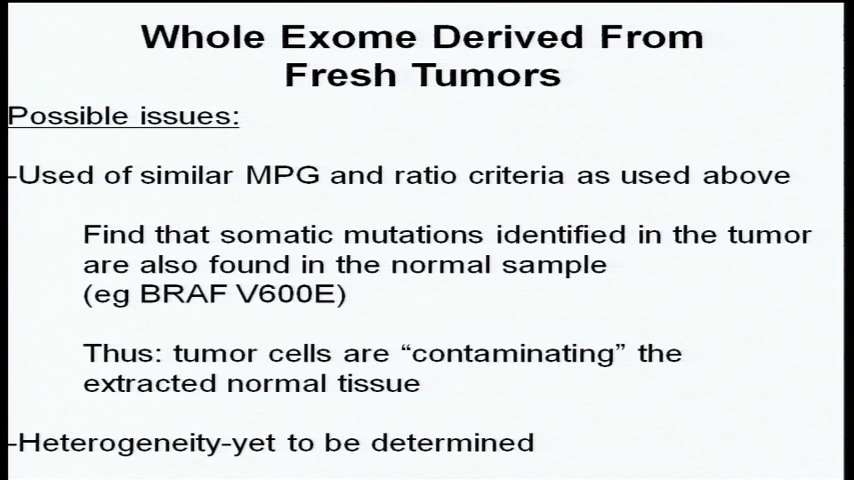 Whole Exome Derived From
Fresh Tumors
Possible issues:
-Used of similar MPG and ratio criteria as used above
Find that somatic mutations identified in the tumor
are also found in the normal sample
(eg BRAF V600E)
Thus: tumor cells are “contaminating” the
extracted normal tissue
-Heterogeneity-yet to be determined